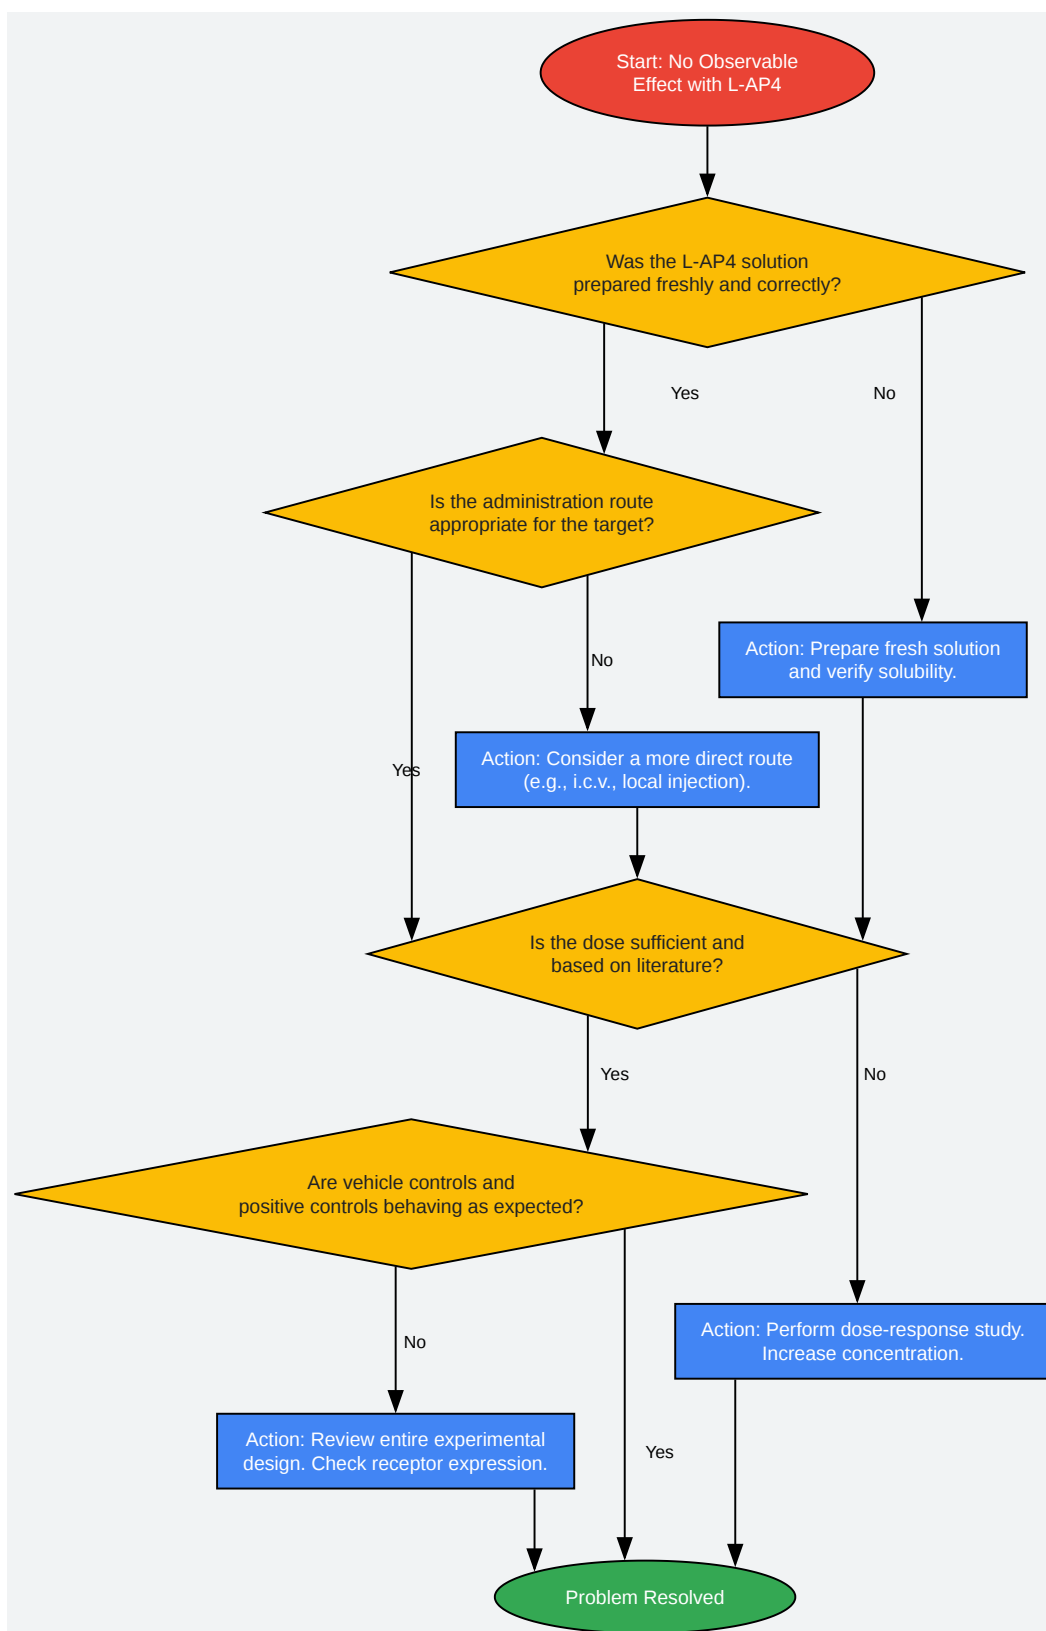 Start: No Observable
Effect with L-AP4
Was the L-AP4 solution
prepared freshly and correctly?
Yes
No
Is the administration route
appropriate for the target?
Action: Prepare fresh solution
and verify solubility.
No
Action: Consider a more direct route
(e.g., i.c.v., local injection).
Yes
Is the dose sufficient and
based on literature?
Yes
No
Are vehicle controls and
positive controls behaving as expected?
Action: Perform dose-response study.
Increase concentration.
No
Action: Review entire experimental
design. Check receptor expression.
Yes
Problem Resolved